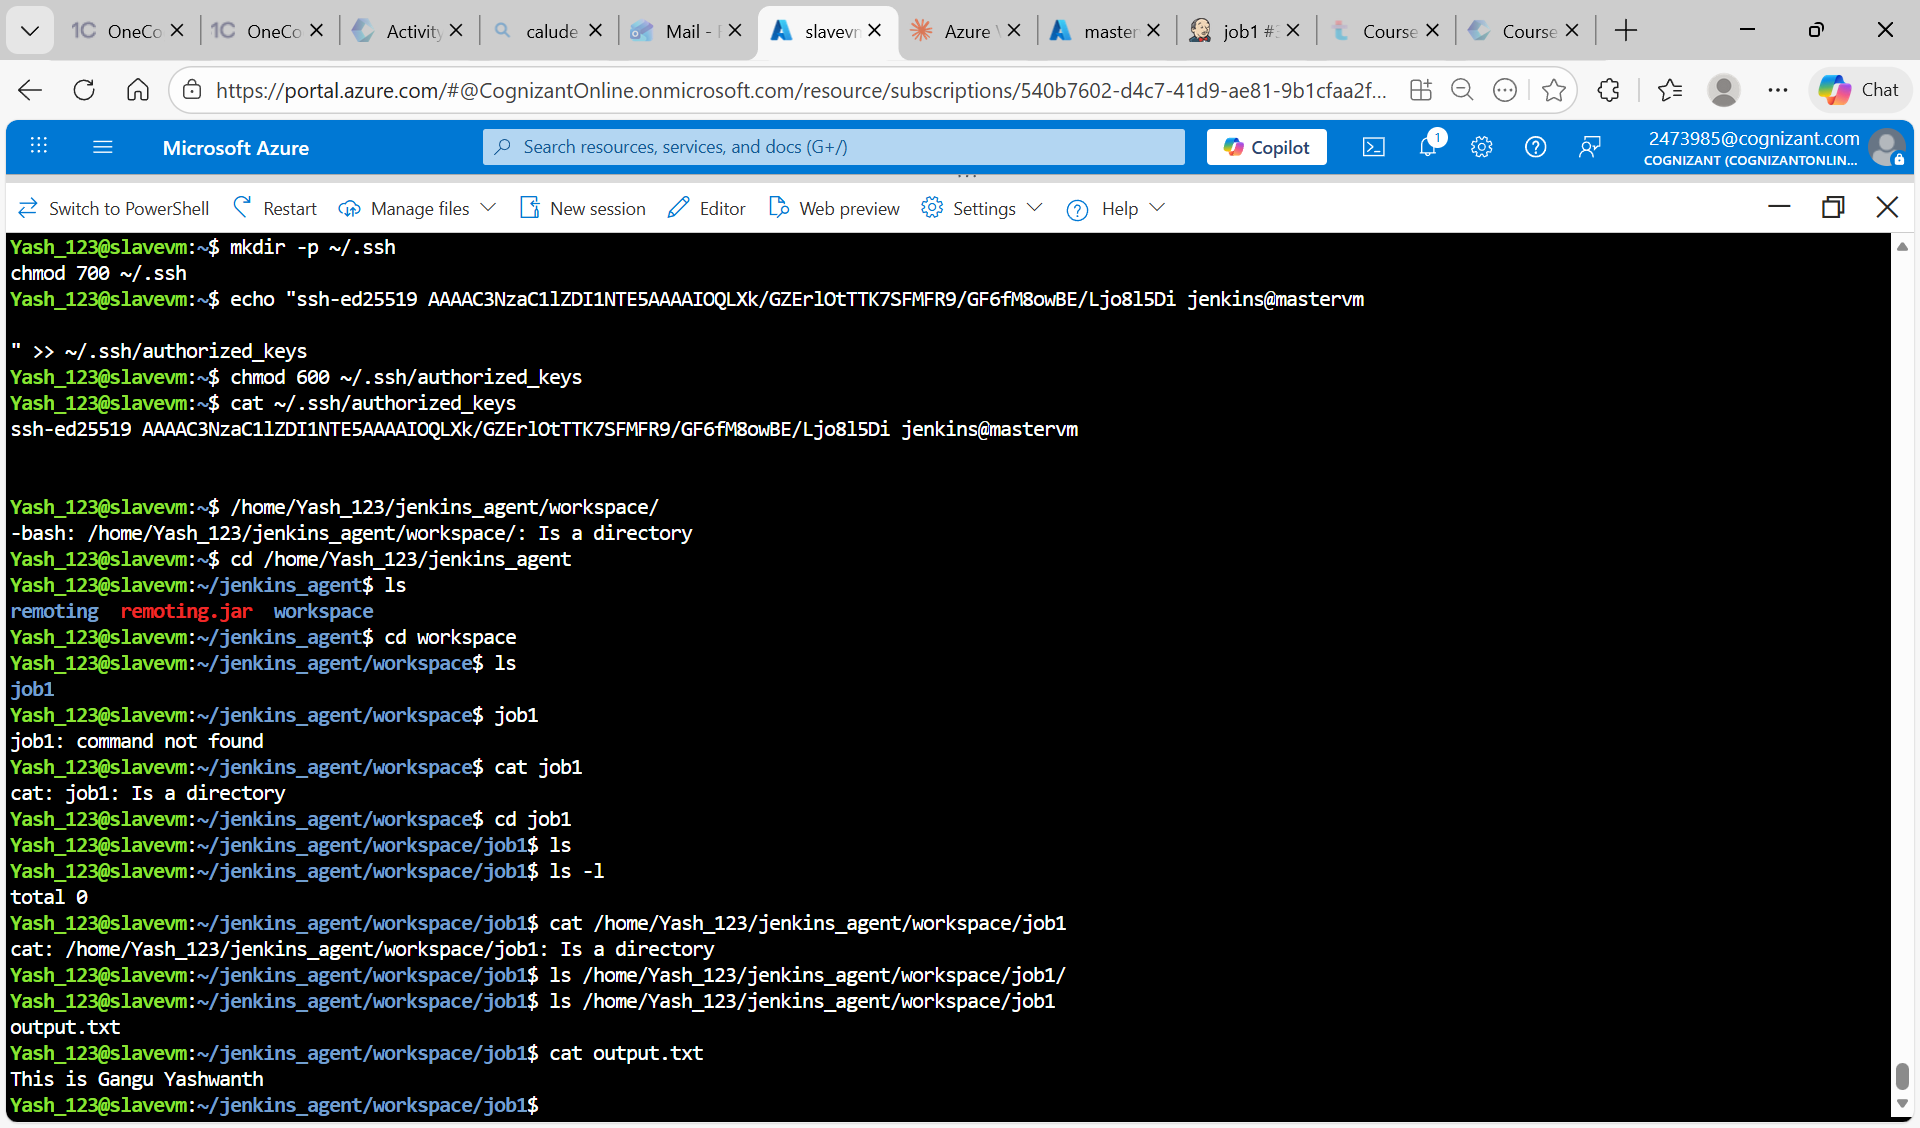 OneCo
OneCo
Activity
calude
Mail -
slavevn
Azure
master
job1 #
Course
Course
https://portal.azure.com/#@CognizantOnline.onmicrosoft.com/resource/subscriptions/540b7602-d4c7-41d9-ae81-9b1cfaa2f...
Chat
Microsoft Azure
Search resources, services, and docs (G+/)
Copilot
1
2473985@cognizant.com
COGNIZANT (COGNIZANTONLIN...
Switch to PowerShell
Restart
Manage files
New session
Editor
Web preview
Settings
Help
Yash_123@slavevm:~$ mkdir -p ~/.ssh
chmod 700 ~/.ssh
Yash_123@slavevm:~$ echo "ssh-ed25519 AAAAC3NzaC1lZDI1NTE5AAAAIOQLXk/GZErlOtTTK7SFMFR9/GF6fM8owBE/Ljo8l5Di jenkins@mastervm
" >> ~/.ssh/authorized_keys
Yash_123@slavevm:~$ chmod 600 ~/.ssh/authorized_keys
Yash_123@slavevm:~$ cat ~/.ssh/authorized_keys
ssh-ed25519 AAAAC3NzaC1lZDI1NTE5AAAAIOQLXk/GZErlOtTTK7SFMFR9/GF6fM8owBE/Ljo8l5Di jenkins@mastervm
Yash_123@slavevm:~$ /home/Yash_123/jenkins_agent/workspace/
-bash: /home/Yash_123/jenkins_agent/workspace/: Is a directory
Yash_123@slavevm:~$ cd /home/Yash_123/jenkins_agent
Yash_123@slavevm:~/jenkins_agent$ ls
remoting  remoting.jar  workspace
Yash_123@slavevm:~/jenkins_agent$ cd workspace
Yash_123@slavevm:~/jenkins_agent/workspace$ ls
job1
Yash_123@slavevm:~/jenkins_agent/workspace$ job1
job1: command not found
Yash_123@slavevm:~/jenkins_agent/workspace$ cat job1
cat: job1: Is a directory
Yash_123@slavevm:~/jenkins_agent/workspace$ cd job1
Yash_123@slavevm:~/jenkins_agent/workspace/job1$ ls
Yash_123@slavevm:~/jenkins_agent/workspace/job1$ ls -l
total 0
Yash_123@slavevm:~/jenkins_agent/workspace/job1$ cat /home/Yash_123/jenkins_agent/workspace/job1
cat: /home/Yash_123/jenkins_agent/workspace/job1: Is a directory
Yash_123@slavevm:~/jenkins_agent/workspace/job1$ ls /home/Yash_123/jenkins_agent/workspace/job1/
Yash_123@slavevm:~/jenkins_agent/workspace/job1$ ls /home/Yash_123/jenkins_agent/workspace/job1
output.txt
Yash_123@slavevm:~/jenkins_agent/workspace/job1$ cat output.txt
This is Gangu Yashwanth
Yash_123@slavevm:~/jenkins_agent/workspace/job1$